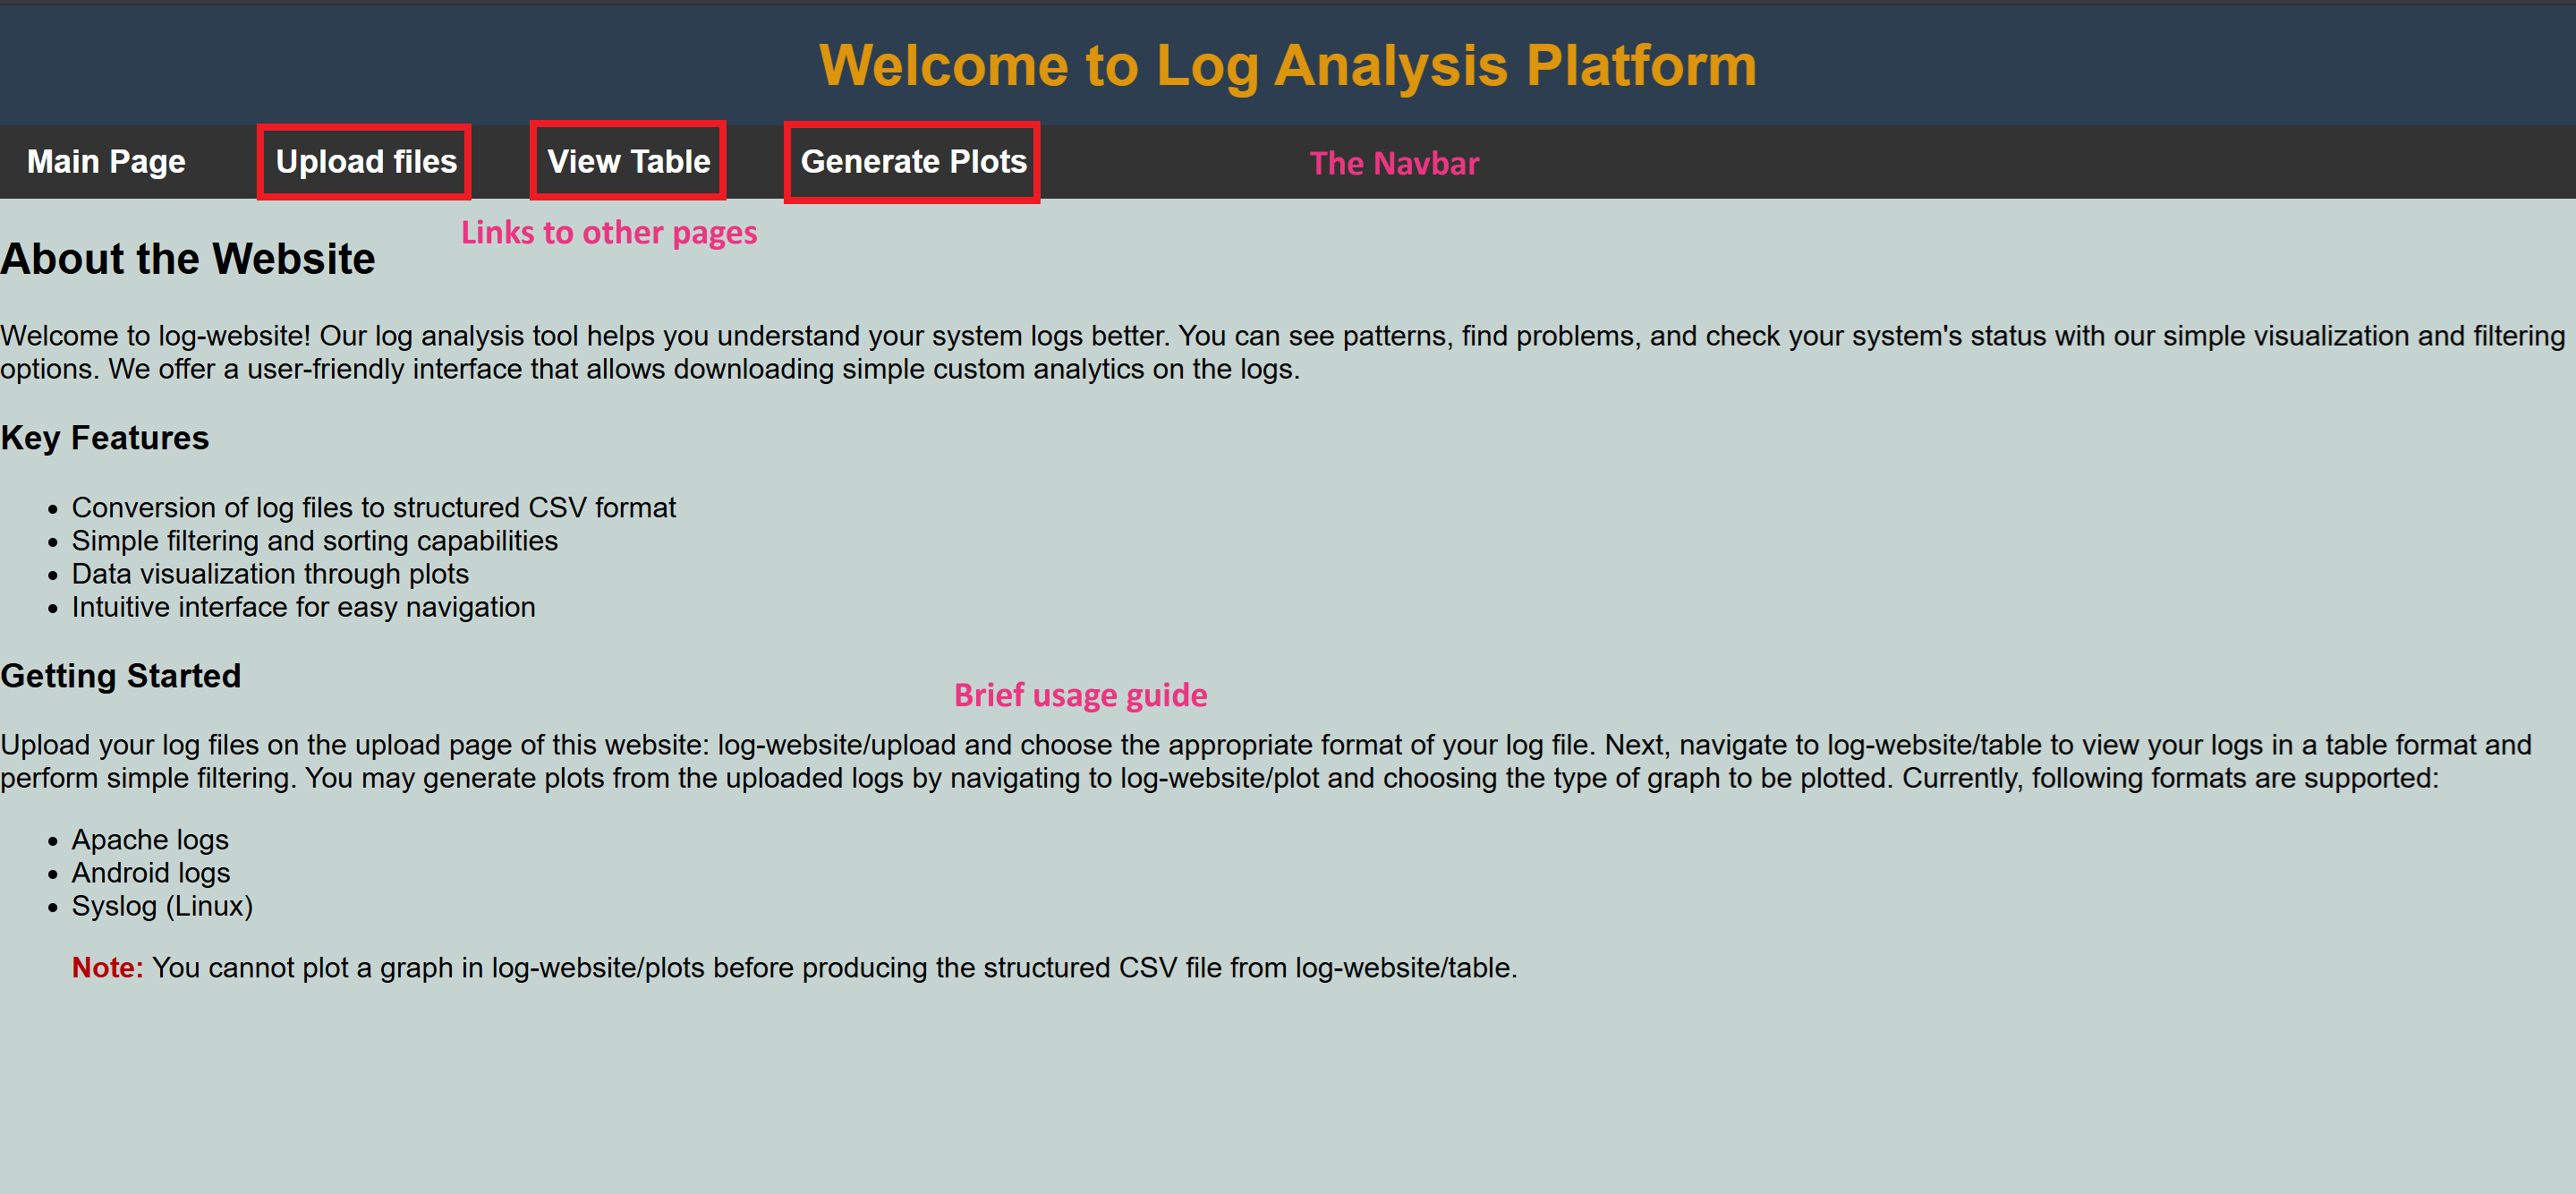 Welcome to Log Analysis Platform
Main Page
Upload files
View Table
Generate Plots
The Navbar
Links to other pages
About the Website
Welcome to log-website! Our log analysis tool helps you understand your system logs better. You can see patterns, find problems, and check your system's status with our simple visualization and filtering
options. We offer a user-friendly interface that allows downloading simple custom analytics on the logs.
Key Features
• Conversion of log files to structured CSV format
• Simple filtering and sorting capabilities
• Data visualization through plots
• Intuitive interface for easy navigation
Getting Started
Brief usage guide
Upload your log files on the upload page of this website: log-website/upload and choose the appropriate format of your log file. Next, navigate to log-website/table to view your logs in a table format and
perform simple filtering. You may generate plots from the uploaded logs by navigating to log-website/plot and choosing the type of graph to be plotted. Currently, following formats are supported:
• Apache logs
• Android logs
• Syslog (Linux)
Note: You cannot plot a graph in log-website/plots before producing the structured CSV file from log-website/table.